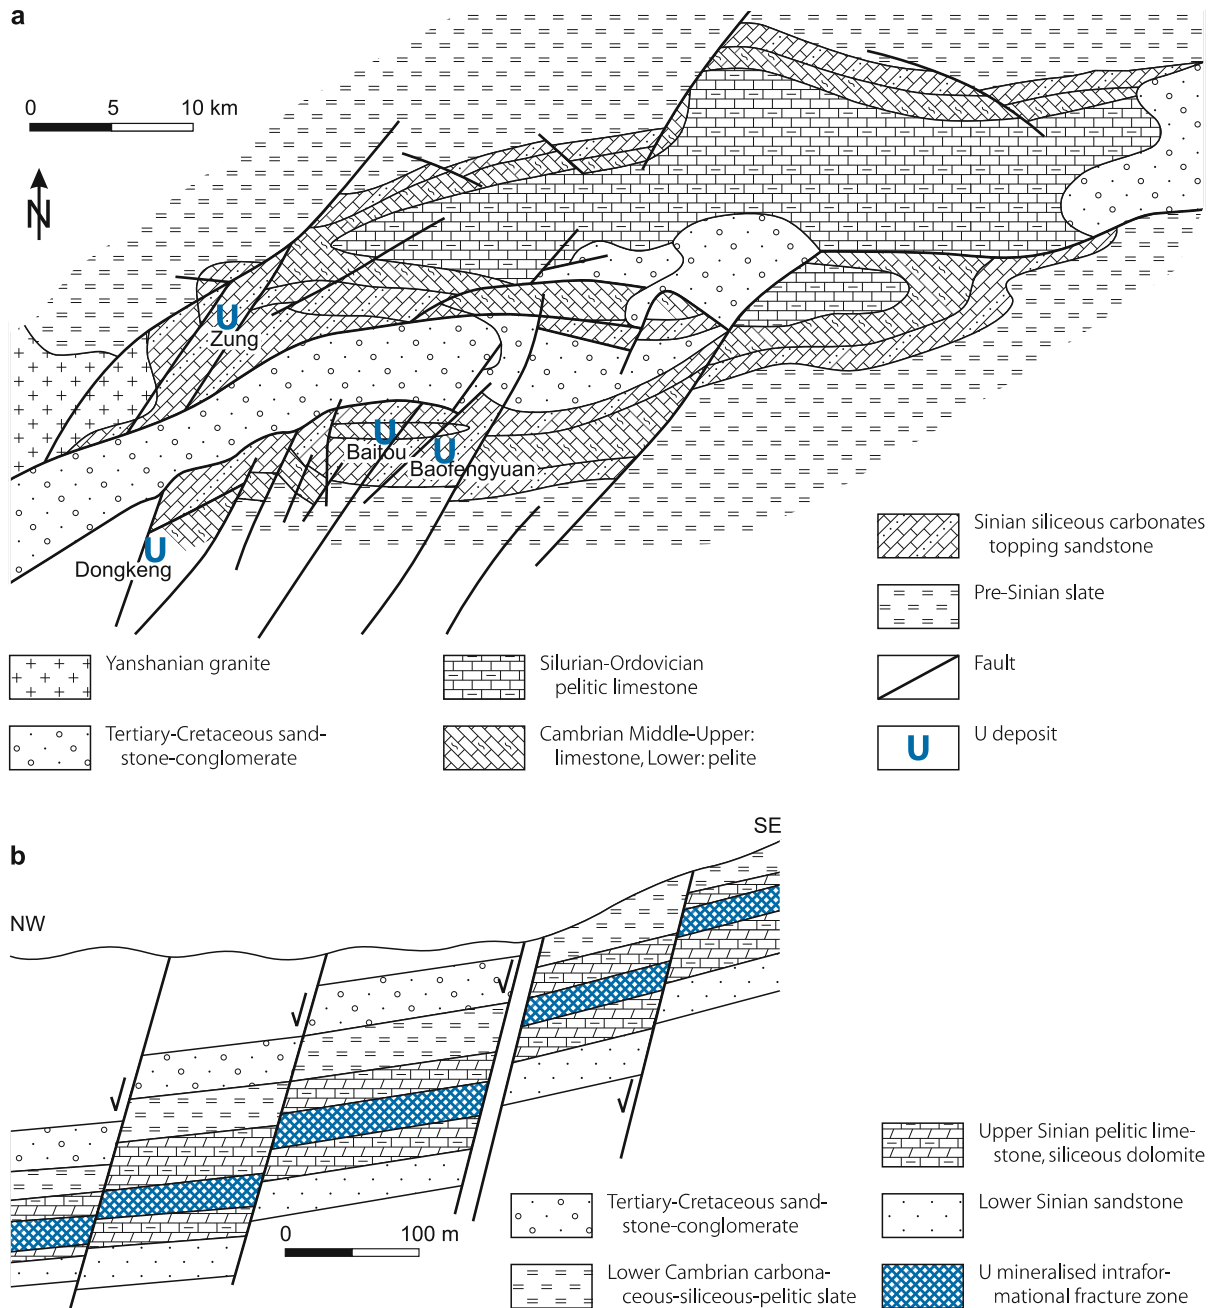 a
0 5 10 km
N
U
Zung
U
Baitou
U
Baofengyuan
U
Dongkeng
Sinian siliceous carbonates
topping sandstone
Pre-Sinian slate
Yanshanian granite
Silurian-Ordovician
pelitic limestone
Fault
Tertiary-Cretaceous sand-
stone-conglomerate
Cambrian Middle-Upper:
limestone, Lower: pelite
U
U deposit
b
SE
NW
0 100 m
Upper Sinian pelitic lime-
stone, siliceous dolomite
Tertiary-Cretaceous sand-
stone-conglomerate
Lower Sinian sandstone
Lower Cambrian carbona-
ceous-siliceous-pelitic slate
U mineralised intrafor-
mational fracture zone